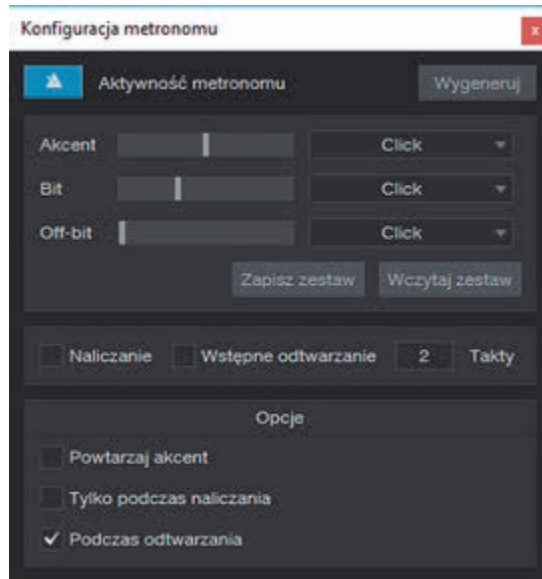 Konfiguracja metronomu x
Aktywność metronomu Wygeneruj
Akcent Click
Bit Click
Off-bit Click
Zapisz zestaw Wczytaj zestaw
Naliczanie Wstępne odtwarzanie 2 Takty
Opcje
Powtarzaj akcent
Tylko podczas naliczania
Podczas odtwarzania